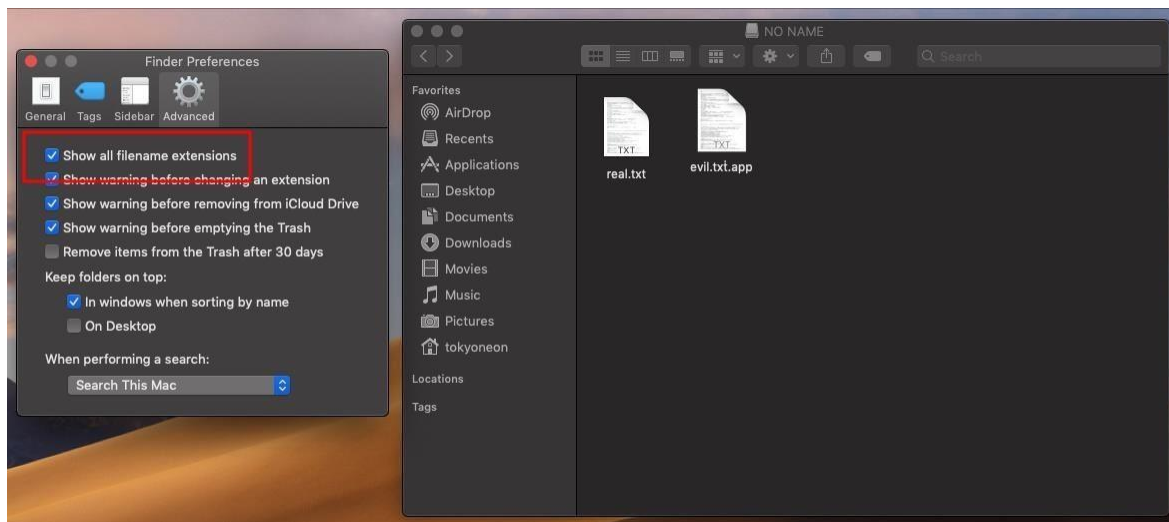 Finder Preferences
General Tags Sidebar Advanced
Show all filename extensions
Show warning before changing an extension
Show warning before removing from iCloud Drive
Show warning before emptying the Trash
Remove items from the Trash after 30 days
Keep folders on top:
In windows when sorting by name
On Desktop
When performing a search:
Search This Mac
NO NAME
Search
Favorites
AirDrop
Recents
Applications
Desktop
Documents
Downloads
Movies
Music
Pictures
tokyoneon
Locations
Tags
TXT
real.txt
TXT
evil.txt.app